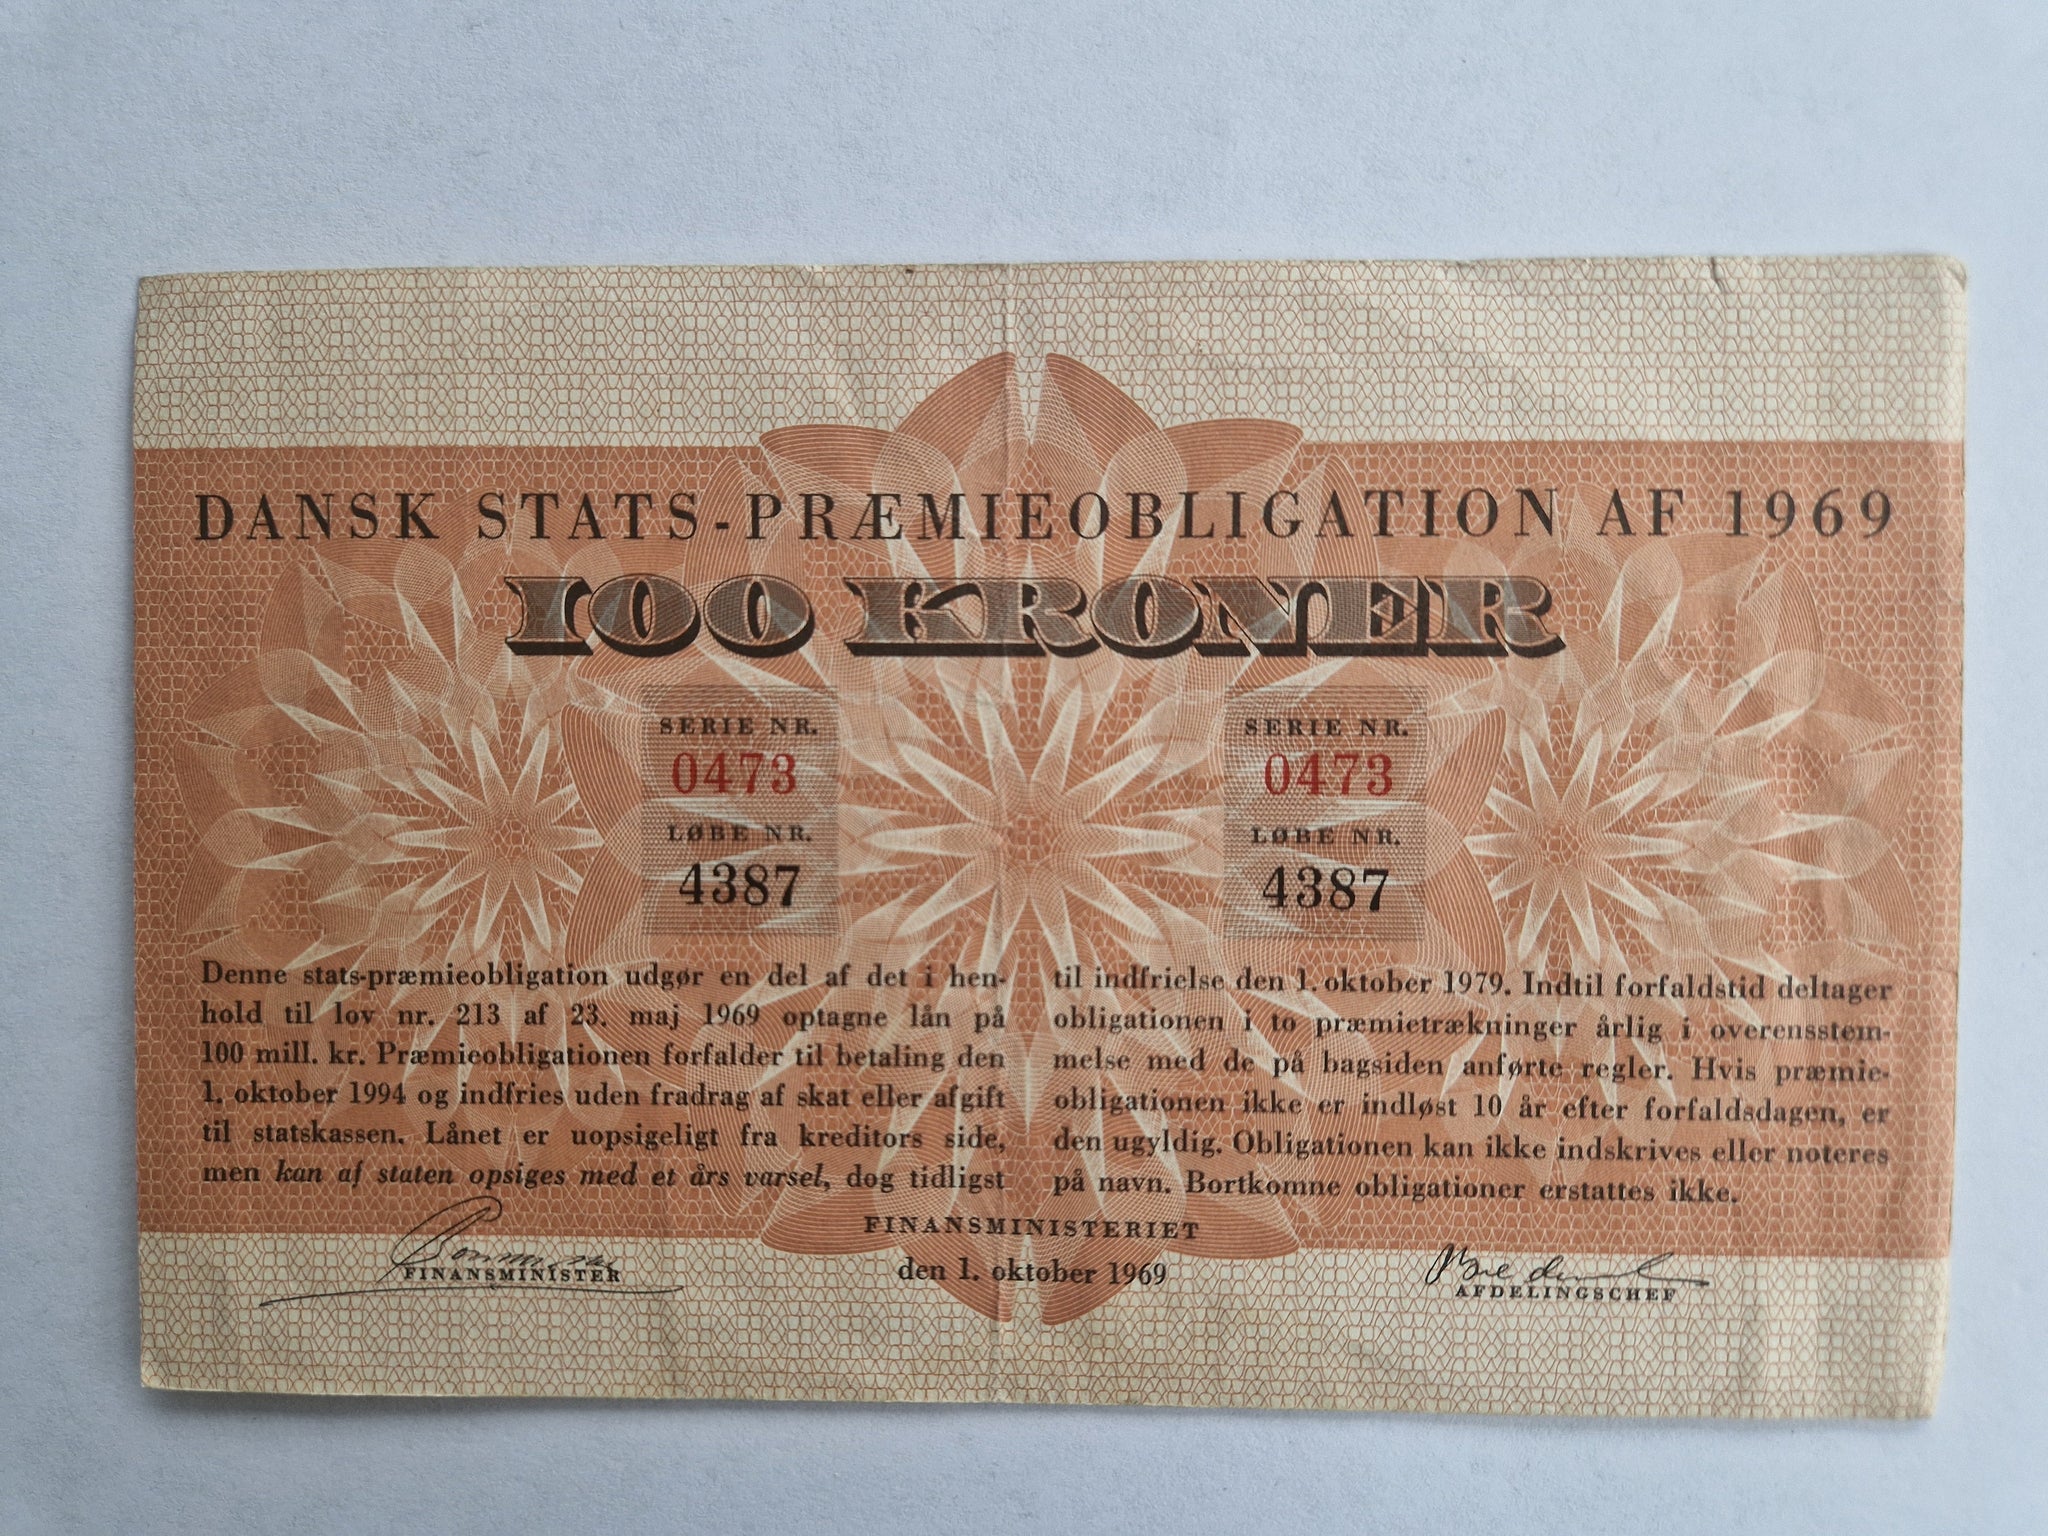 DANSK STATS-PRÆMIEOBLIGATION AF 1969
100 KRONER
SERIE NR.
0473
LØBE NR.
4387
SERIE NR.
0473
LØBE NR.
4387
Denne stats-præmieobligation udgør en del af det i hen-
hold til lov nr. 213 af 23. maj 1969 optagne lån på
100 mill. kr. Præmieobligationen forfalder til betaling den
1. oktober 1994 og indfries uden fradrag af skat eller afgift
til statskassen. Lånet er uopsigeligt fra kreditors side,
men kan af staten opsiges med et års varsel, dog tidligst
til indfrielse den 1. oktober 1979. Indtil forfaldstid deltager
obligationen i to præmietrækninger årlig i overensstem-
melse med de på bagsiden anførte regler. Hvis præmie-
obligationen ikke er indløst 10 år efter forfaldsdagen, er
den ugyldig. Obligationen kan ikke indskrives eller noteres
på navn. Bortkomne obligationer erstattes ikke.
FINANSMINISTERIET
den 1. oktober 1969
FINANSMINISTER
AFDELINGSCHEF